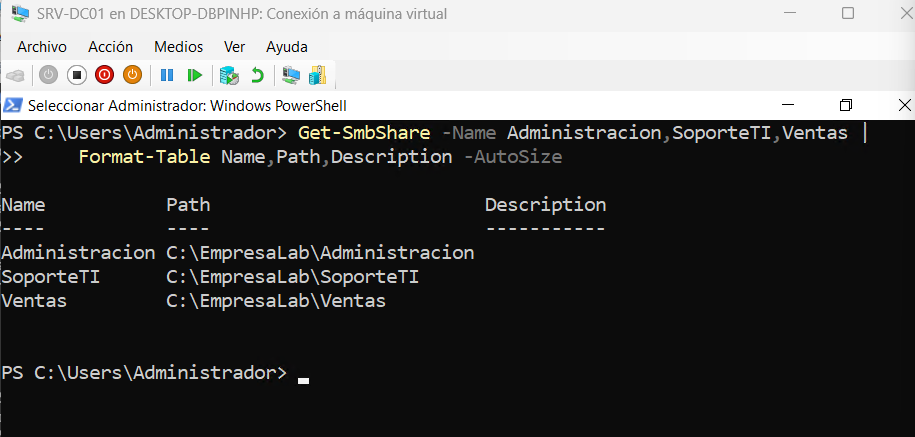 SRV-DC01 en DESKTOP-DBPINHP: Conexión a máquina virtual
Archivo Acción Medios Ver Ayuda
Seleccionar Administrador: Windows PowerShell
PS C:\Users\Administrador> Get-SmbShare -Name Administracion,SoporteTI,Ventas |
>> Format-Table Name,Path,Description -AutoSize
Name Path Description
---- ---- -----------
Administracion C:\EmpresaLab\Administracion
SoporteTI C:\EmpresaLab\SoporteTI
Ventas C:\EmpresaLab\Ventas
PS C:\Users\Administrador>